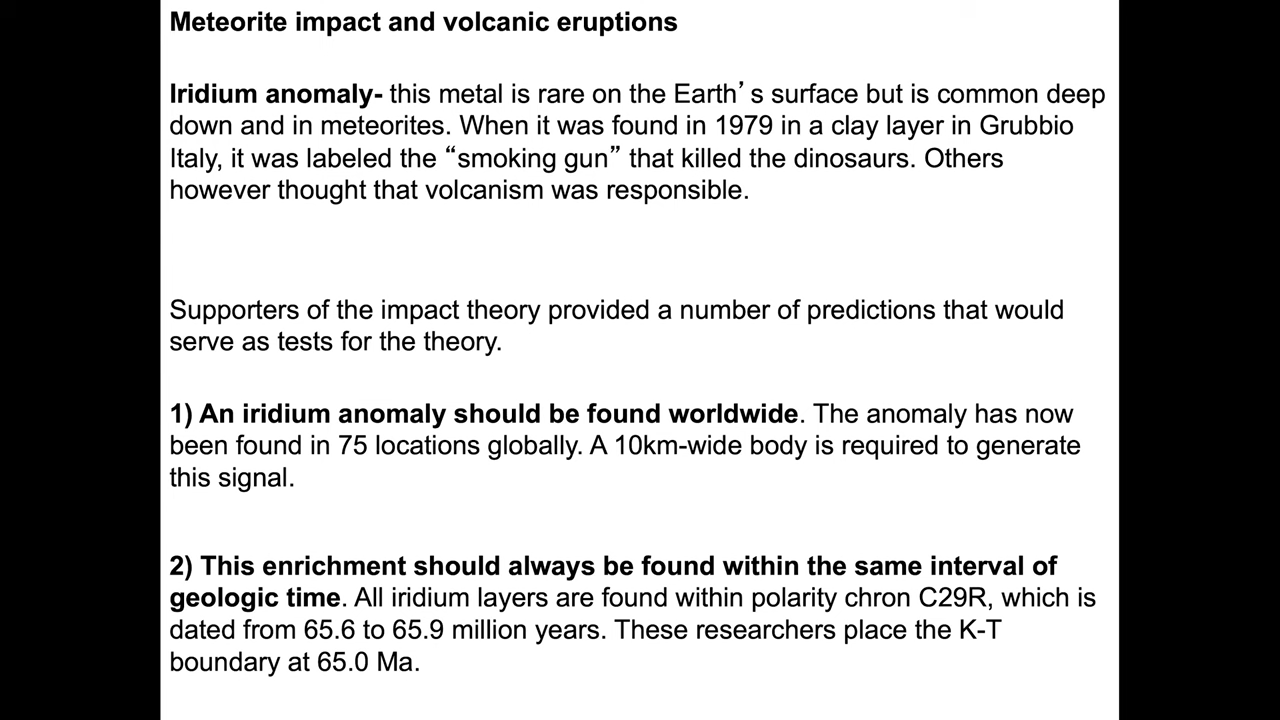 Meteorite impact and volcanic eruptions
Iridium anomaly- this metal is rare on the Earth’s surface but is common deep
down and in meteorites. When it was found in 1979 in a clay layer in Grubbio
Italy, it was labeled the “smoking gun” that killed the dinosaurs. Others
however thought that volcanism was responsible.
Supporters of the impact theory provided a number of predictions that would
serve as tests for the theory.
1) An iridium anomaly should be found worldwide. The anomaly has now
been found in 75 locations globally. A 10km-wide body is required to generate
this signal.
2) This enrichment should always be found within the same interval of
geologic time. All iridium layers are found within polarity chron C29R, which is
dated from 65.6 to 65.9 million years. These researchers place the K-T
boundary at 65.0 Ma.